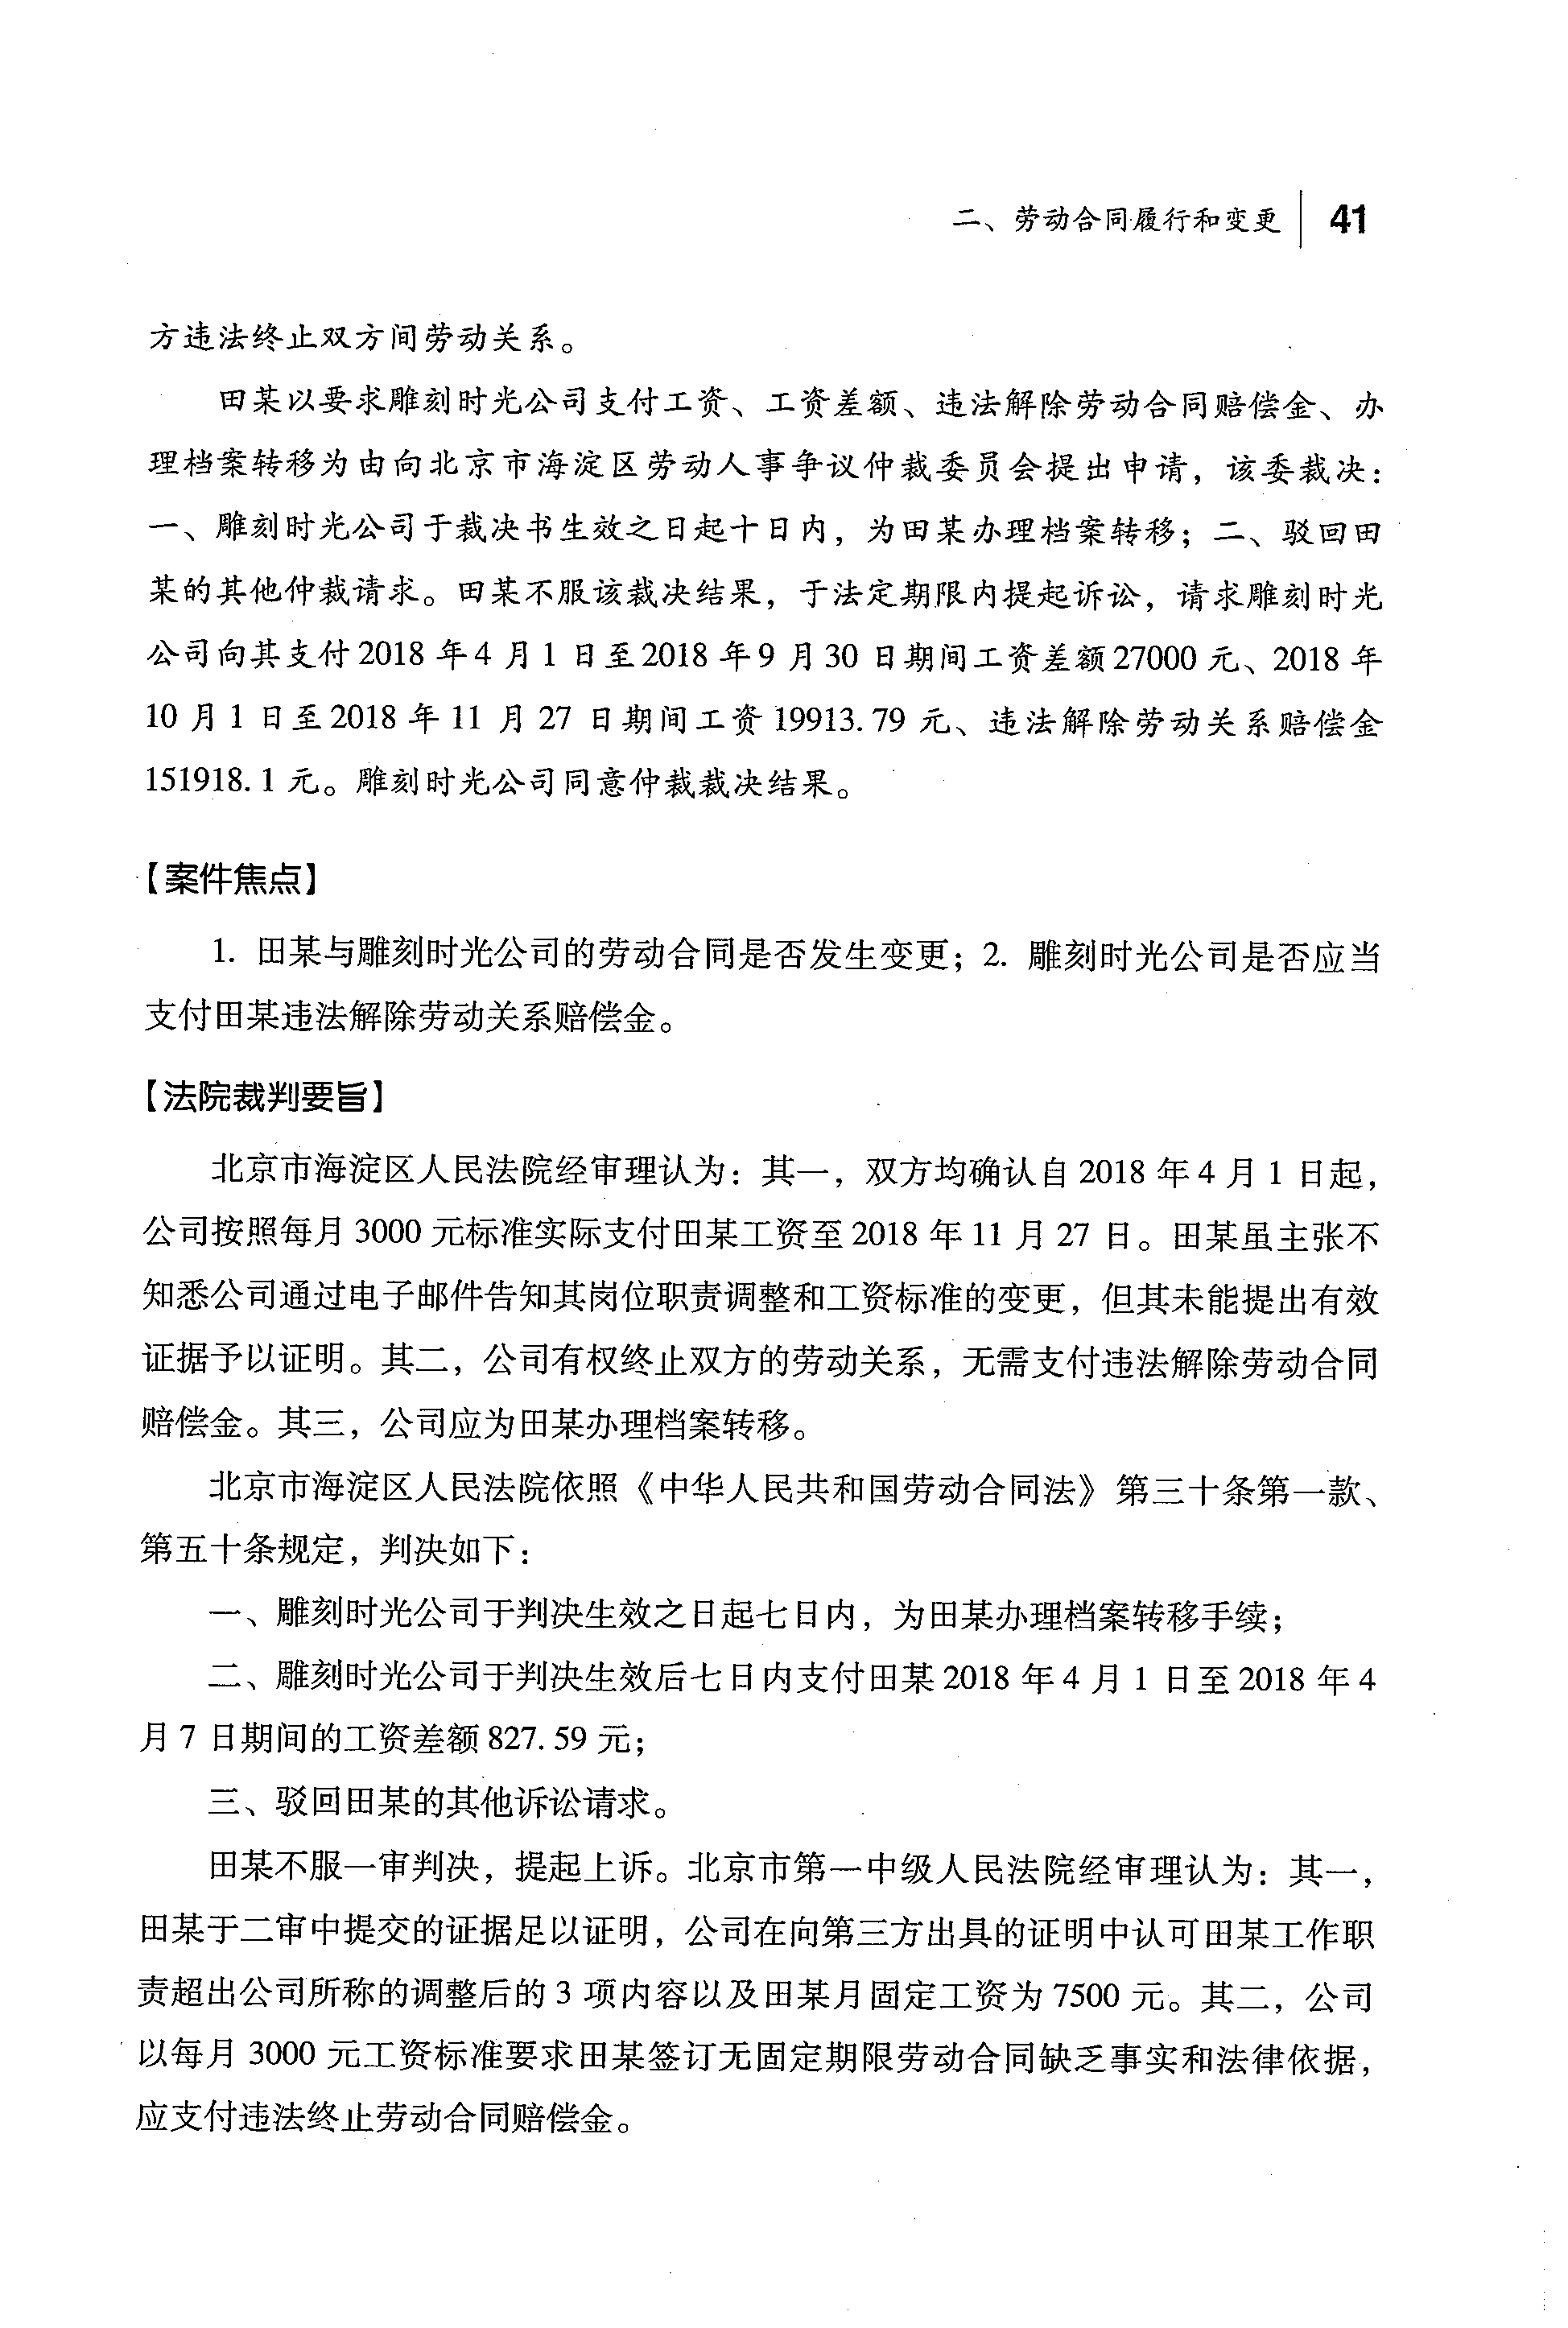 二、劳动合同履行和变更 41
方违法终止双方间劳动关系。
田某以要求雕刻时光公司支付工资、工资差额、违法解除劳动合同赔偿金、办
理档案转移为由向北京市海淀区劳动人事争议仲裁委员会提出申请，该委裁决：
一、雕刻时光公司于裁决书生效之日起十日内，为田某办理档案转移；二、驳回田
某的其他仲裁请求。田某不服该裁决结果，于法定期限内提起诉讼，请求雕刻时光
公司向其支付2018年4月1日至2018年9月30日期间工资差额27000元、2018年
10月1日至2018年11月27日期间工资19913.79元、违法解除劳动关系赔偿金
151918.1元。雕刻时光公司同意仲裁裁决结果。
【案件焦点】
1. 田某与雕刻时光公司的劳动合同是否发生变更；2. 雕刻时光公司是否应当
支付田某违法解除劳动关系赔偿金。
【法院裁判要旨】
北京市海淀区人民法院经审理认为：其一，双方均确认自2018年4月1日起，
公司按照每月3000元标准实际支付田某工资至2018年11月27日。田某虽主张不
知悉公司通过电子邮件告知其岗位职责调整和工资标准的变更，但其未能提出有效
证据予以证明。其二，公司有权终止双方的劳动关系，无需支付违法解除劳动合同
赔偿金。其三，公司应为田某办理档案转移。
北京市海淀区人民法院依照《中华人民共和国劳动合同法》第三十条第一款、
第五十条规定，判决如下：
一、雕刻时光公司于判决生效之日起七日内，为田某办理档案转移手续；
二、雕刻时光公司于判决生效后七日内支付田某2018年4月1日至2018年4
月7日期间的工资差额827.59元；
三、驳回田某的其他诉讼请求。
田某不服一审判决，提起上诉。北京市第一中级人民法院经审理认为：其一，
田某于二审中提交的证据足以证明，公司在向第三方出具的证明中认可田某工作职
责超出公司所称的调整后的3项内容以及田某月固定工资为7500元。其二，公司
以每月3000元工资标准要求田某签订无固定期限劳动合同缺乏事实和法律依据，
应支付违法终止劳动合同赔偿金。